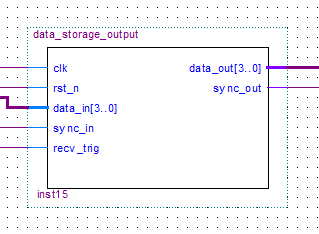 data_storage_output
clk data_out[3..0]
rst_n sync_out
data_in[3..0]
sync_in
recv_trig
inst15